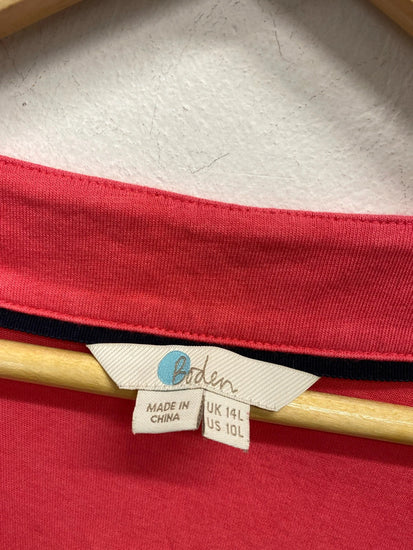 Boden
MADE IN
CHINA
UK 14L
US 10L